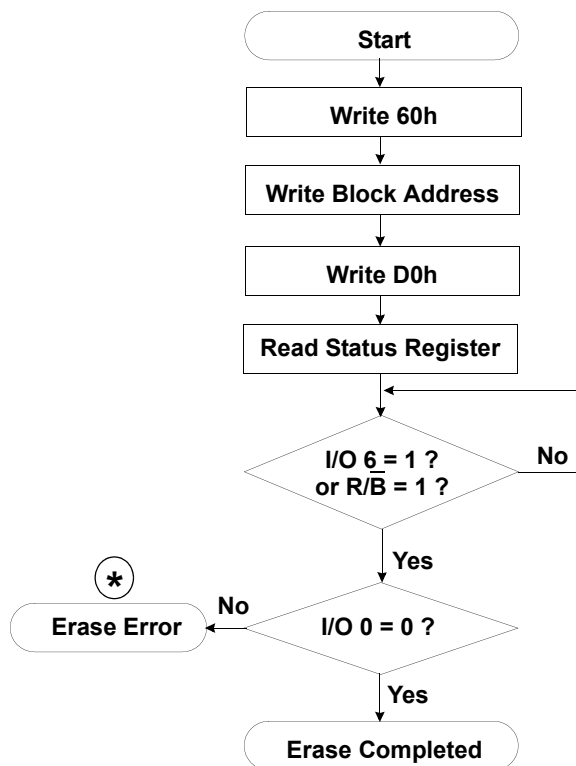 Start
Write 60h
Write Block Address
Write D0h
Read Status Register
I/O 6 = 1 ?
or R/B̅ = 1 ?
No
Yes
*
No
Erase Error
I/O 0 = 0 ?
Yes
Erase Completed